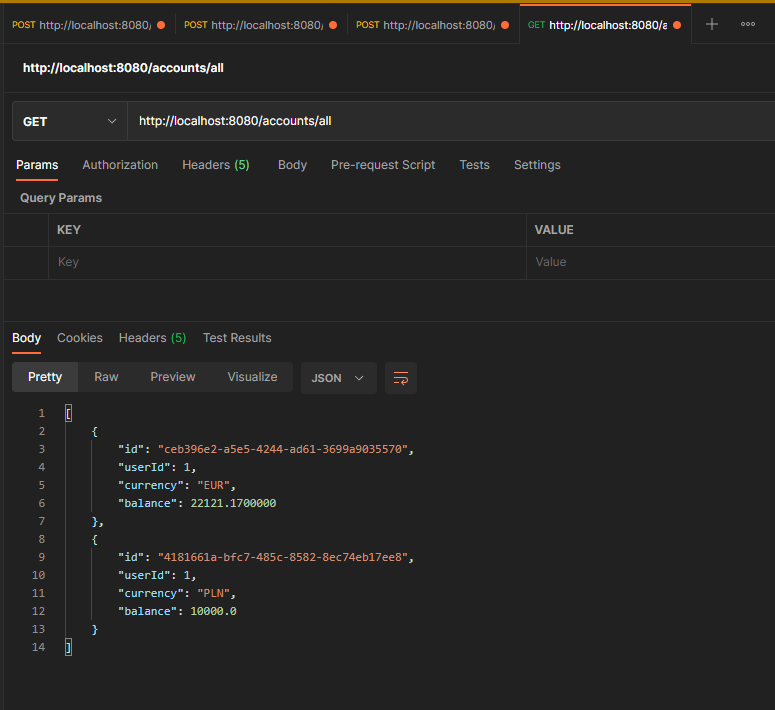 POST http://localhost:8080/ POST http://localhost:8080/ POST http://localhost:8080/ GET http://localhost:8080/a
http://localhost:8080/accounts/all
GET http://localhost:8080/accounts/all
Params Authorization Headers (5) Body Pre-request Script Tests Settings
Query Params
KEY VALUE
Key Value
Body Cookies Headers (5) Test Results
Pretty Raw Preview Visualize JSON
1 [
2 {
3 "id": "ceb396e2-a5e5-4244-ad61-3699a9035570",
4 "userId": 1,
5 "currency": "EUR",
6 "balance": 22121.1700000
7 },
8 {
9 "id": "4181661a-bfc7-485c-8582-8ec74eb17ee8",
10 "userId": 1,
11 "currency": "PLN",
12 "balance": 10000.0
13 }
14 ]